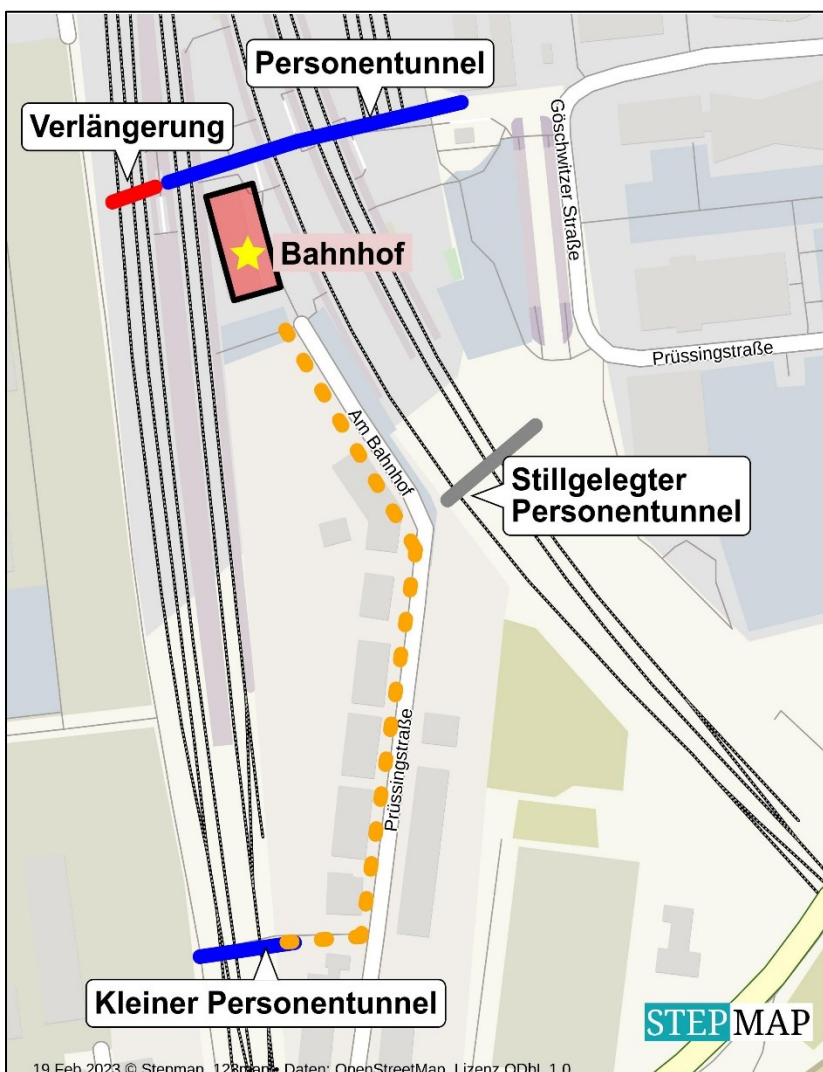 Personentunnel
Verlängerung
Göschwitzer Straße
Bahnhof
Prüssingstraße
Am Bahnhof
Stillgelegter
Personentunnel
Prüssingstraße
Kleiner Personentunnel
STEPMAP
19 Feb 2023 © Stepmap, 123map • Daten: OpenStreetMap, Lizenz ODbL 1.0